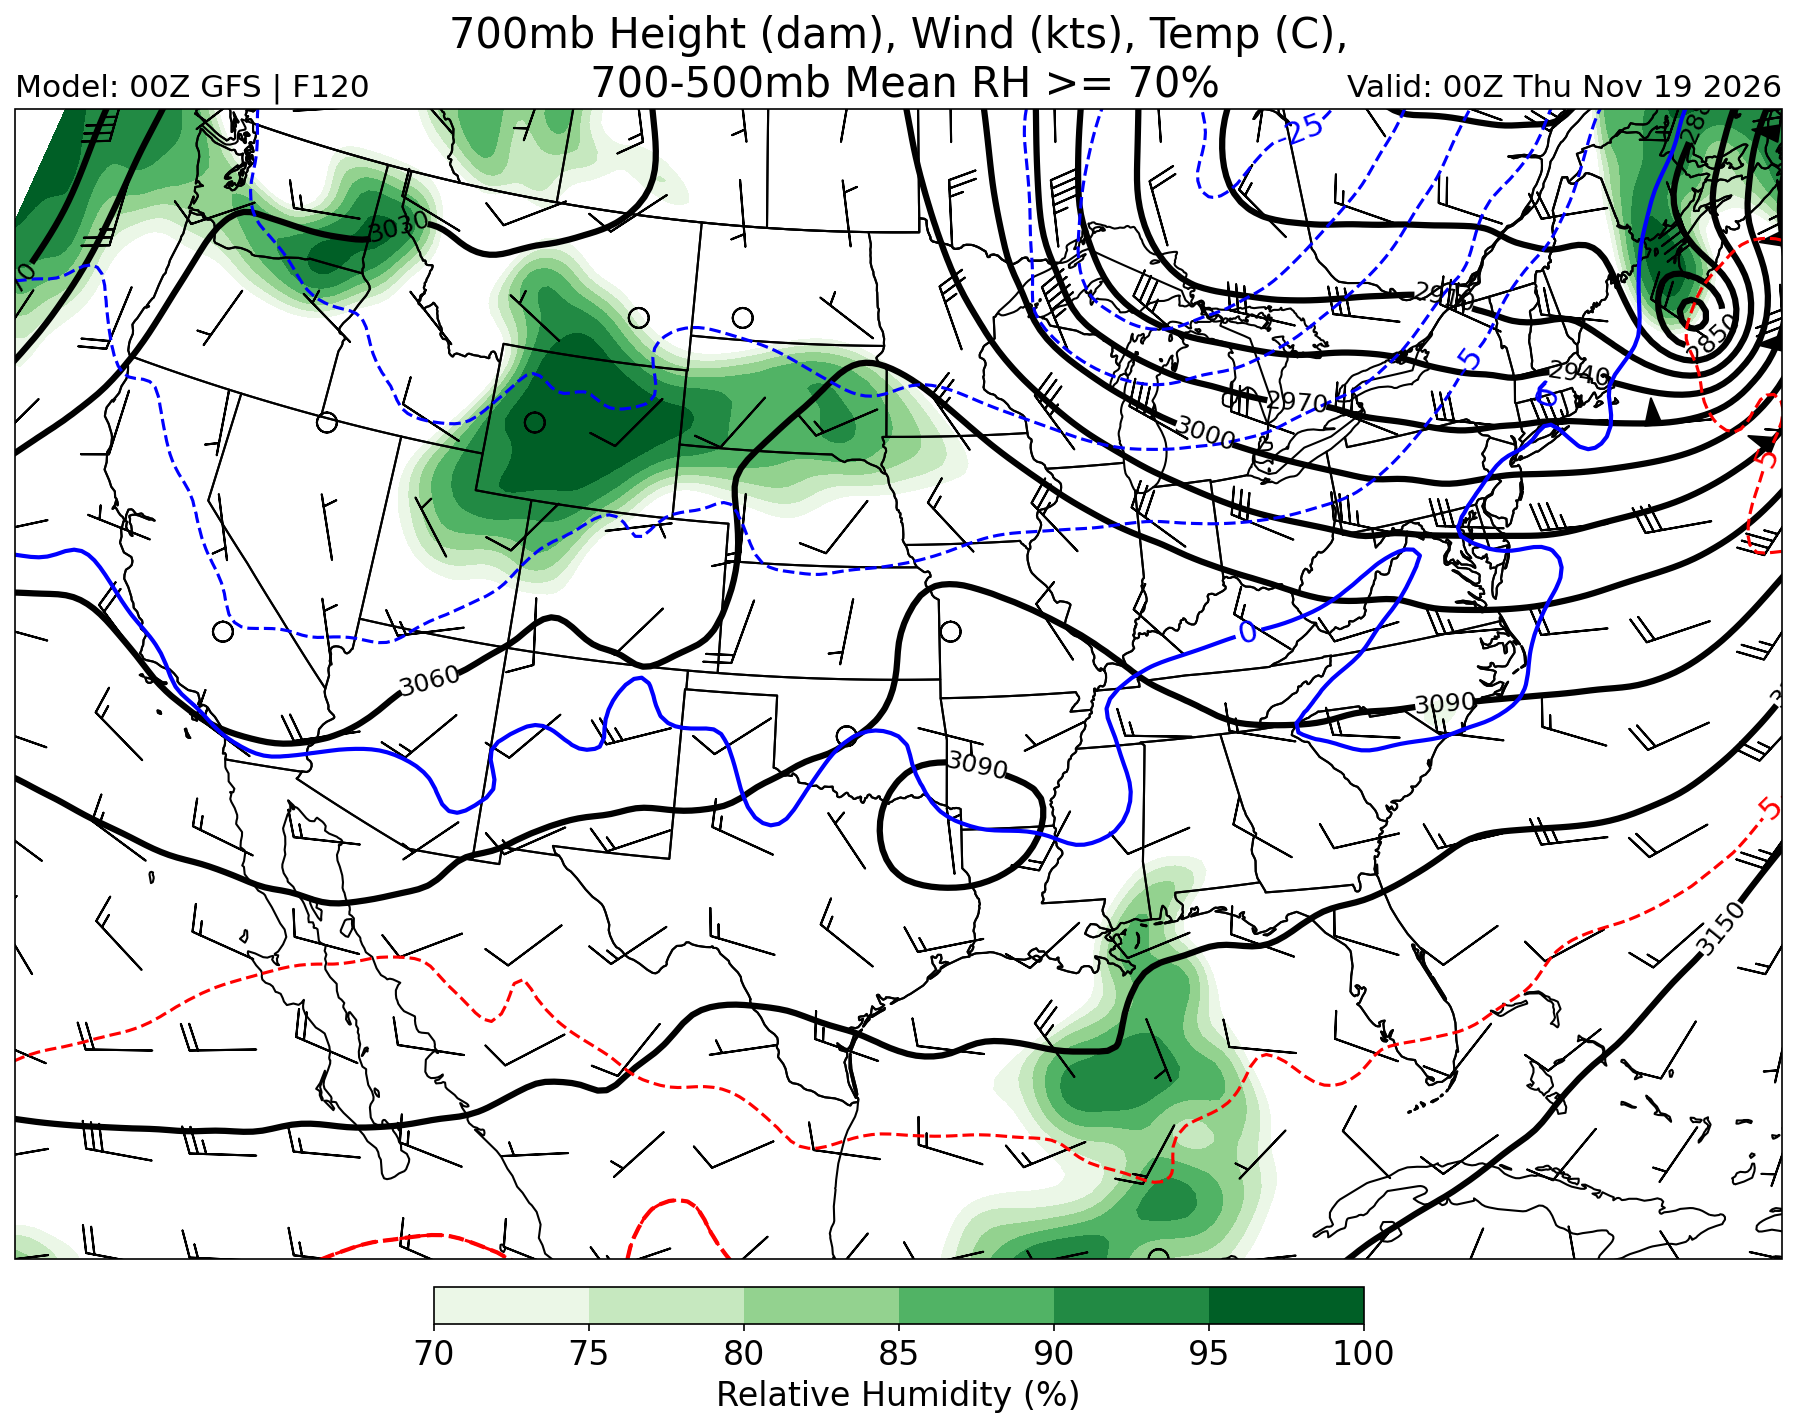 700mb Height (dam), Wind (kts), Temp (C),
Model: 00Z GFS | F120
700-500mb Mean RH >= 70%
Valid: 00Z Thu Nov 19 2026
-25
3030
2910
2850
2940
-5
2970
3000
5
0
3060
3090
3090
5
3150
70 75 80 85 90 95 100
Relative Humidity (%)